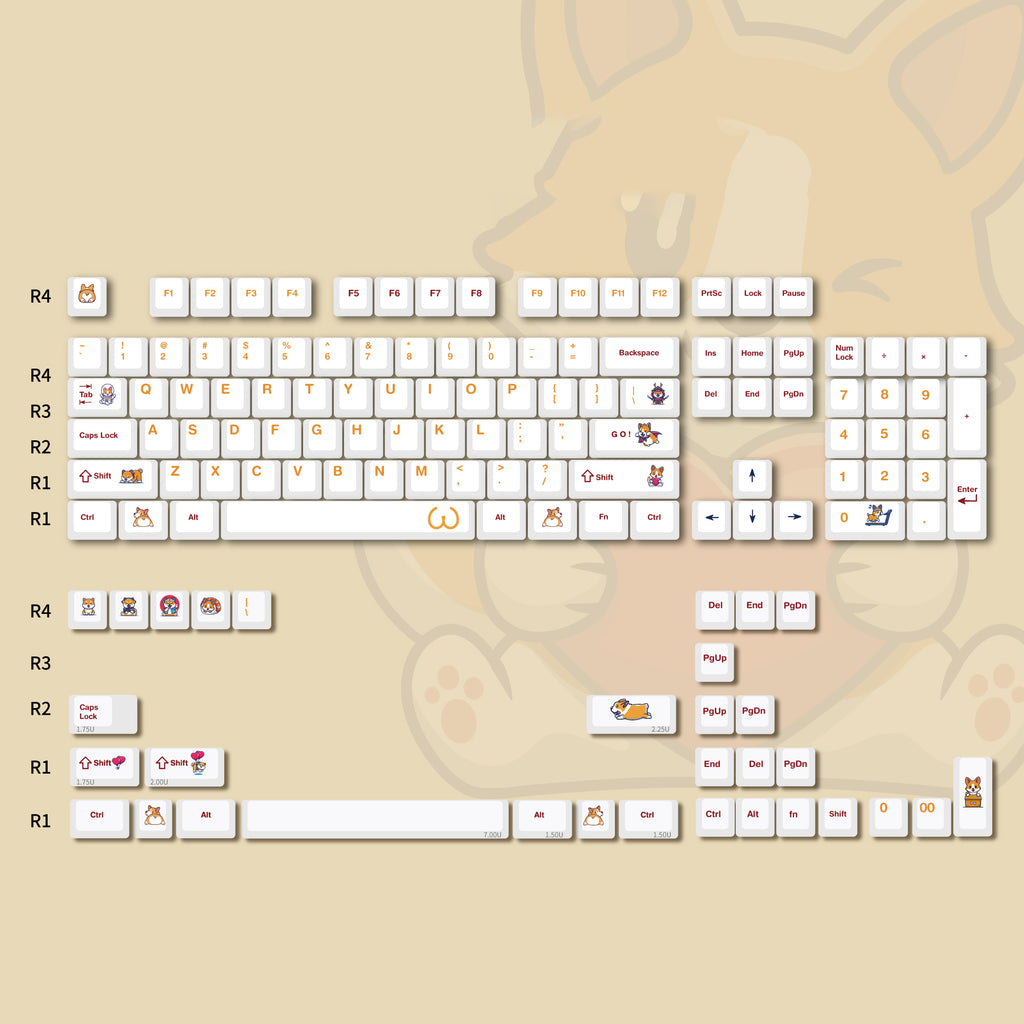 R4 F1 F2 F3 F4 F5 F6 F7 F8 F9 F10 F11 F12 PrtSc Lock Pause
~ ! @ # $ % ^ & * ( ) _ +
` 1 2 3 4 5 6 7 8 9 0 - = Backspace Ins Home PgUp Num Lock ÷ × -
R4
Tab Q W E R T Y U I O P { [ } ] | \ Del End PgDn 7 8 9 +
R3
Caps Lock A S D F G H J K L : ; " , GO! 4 5 6
R2
R1 Shift Z X C V B N M < , > . ? / Shift ↑ 1 2 3 Enter
R1 Ctrl Alt ω Alt Fn Ctrl ← ↓ → 0 .
R4 | \ Del End PgDn
R3 PgUp
R2 Caps Lock PgUp PgDn
1.75U 2.25U
R1 Shift Shift End Del PgDn
1.75U 2.00U
R1 Ctrl Alt Alt Ctrl Ctrl Alt fn Shift 0 00
7.00U 1.50U 1.50U